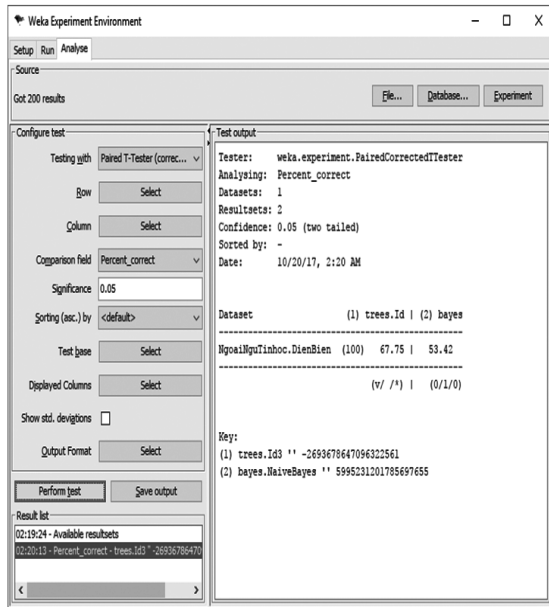 Weka Experiment Environment
Setup Run Analyse
Source
Got 200 results
File... Database... Experiment
Configure test
Testing with Paired T-Tester (correc...
Row Select
Column Select
Comparison field Percent_correct
Significance 0.05
Sorting (asc.) by <default>
Test base Select
Displayed Columns Select
Show std. deviations
Output Format Select
Perform test Save output
Result list
02:19:24 - Available resultsets
02:20:13 - Percent_correct - trees.Id3 '' -26936786470
Test output
Tester: weka.experiment.PairedCorrectedTTester
Analysing: Percent_correct
Datasets: 1
Resultsets: 2
Confidence: 0.05 (two tailed)
Sorted by: -
Date: 10/20/17, 2:20 AM
Dataset (1) trees.Id | (2) bayes
--------------------------------------------------
NgoaiNguTinhoc.DienBien (100) 67.75 | 53.42
--------------------------------------------------
(v/ /*) | (0/1/0)
Key:
(1) trees.Id3 '' -2693678647096322561
(2) bayes.NaiveBayes '' 5995231201785697655